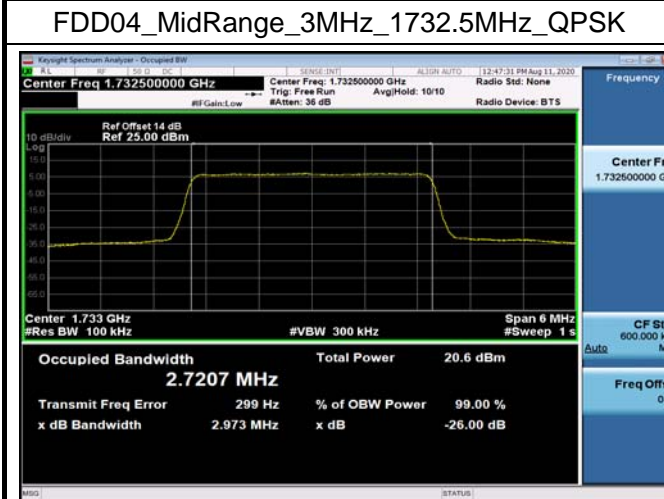 FDD04_MidRange_3MHz_1732.5MHz_QPSK
Keysight Spectrum Analyzer - Occupied BW
RL RF 50 Ω DC SENSE:INT ALIGN AUTO 12:47:31 PM Aug 11, 2020
Center Freq 1.732500000 GHz Center Freq: 1.732500000 GHz Radio Std: None
Trig: Free Run Avg|Hold: 10/10
#IFGain:Low #Atten: 36 dB Radio Device: BTS
Frequency
Ref Offset 14 dB
10 dB/div Ref 25.00 dBm
Log
15.0
5.00
-5.00
-15.0
-25.0
-35.0
-45.0
-55.0
-65.0
Center Fr
1.732500000 G
Center 1.733 GHz Span 6 MHz
#Res BW 100 kHz #VBW 300 kHz #Sweep 1 s
CF St
600.000 k
Auto M
Occupied Bandwidth Total Power 20.6 dBm
2.7207 MHz
Freq Offs
0
Transmit Freq Error 299 Hz % of OBW Power 99.00 %
x dB Bandwidth 2.973 MHz x dB -26.00 dB
MSG STATUS